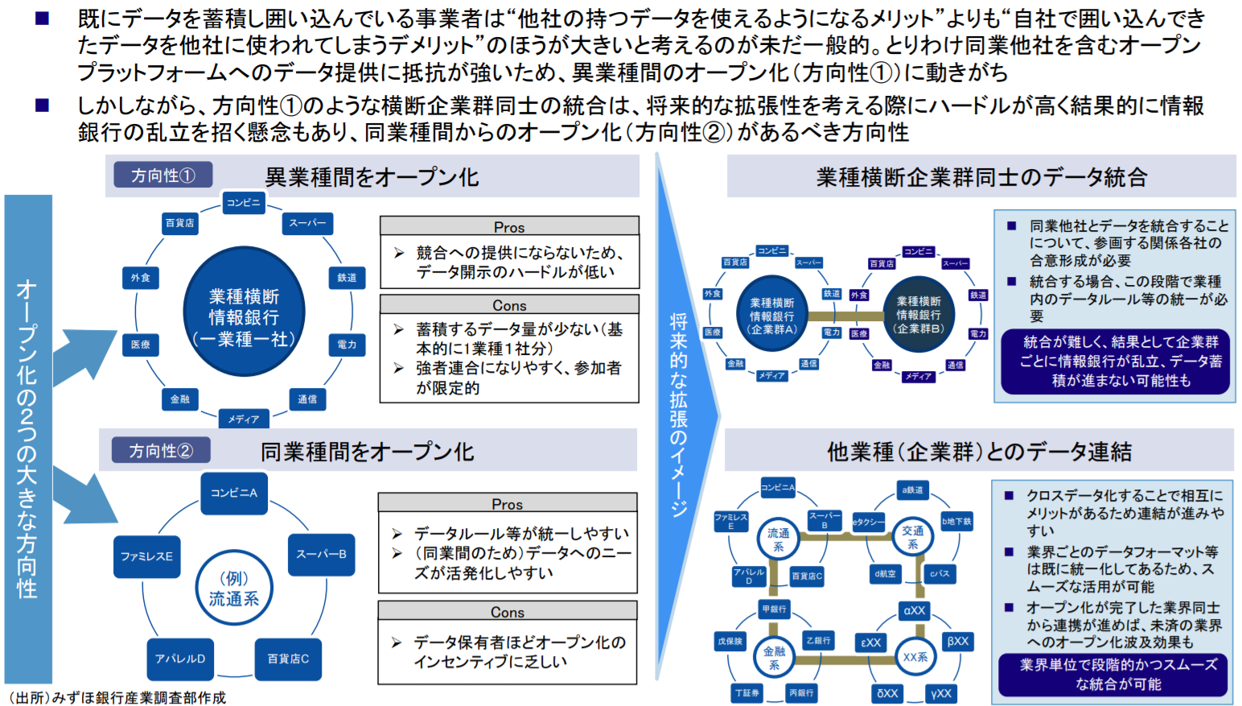 ■ 既にデータを蓄積し囲い込んでいる事業者は“他社の持つデータを使えるようになるメリット”よりも“自社で囲い込んでき
たデータを他社に使われてしまうデメリット”のほうが大きいと考えるのが未だ一般的。とりわけ同業他社を含むオープン
プラットフォームへのデータ提供に抵抗が強いため、異業種間のオープン化（方向性①）に動きがち
■ しかしながら、方向性①のような横断企業群同士の統合は、将来的な拡張性を考える際にハードルが高く結果的に情報
銀行の乱立を招く懸念もあり、同業種間からのオープン化（方向性②）があるべき方向性
オープン化の2つの大きな方向性
方向性①
異業種間をオープン化
コンビニ
スーパー
鉄道
電力
通信
メディア
金融
医療
外食
百貨店
業種横断
情報銀行
（一業種一社）
Pros
➢ 競合への提供にならないため、
データ開示のハードルが低い
Cons
➢ 蓄積するデータ量が少ない（基
本的に1業種1社分）
➢ 強者連合になりやすく、参加者
が限定的
方向性②
同業種間をオープン化
コンビニA
スーパーB
百貨店C
アパレルD
ファミレスE
（例）
流通系
Pros
➢ データルール等が統一しやすい
➢ （同業間のため）データへのニー
ズが活発化しやすい
Cons
➢ データ保有者ほどオープン化の
インセンティブに乏しい
将来的な拡張のイメージ
業種横断企業群同士のデータ統合
コンビニ
スーパー
鉄道
電力
通信
メディア
金融
医療
外食
百貨店
業種横断
情報銀行
（企業群A）
コンビニ
スーパー
鉄道
電力
通信
メディア
金融
医療
外食
百貨店
業種横断
情報銀行
（企業群B）
■ 同業他社とデータを統合すること
について、参画する関係各社の
合意形成が必要
■ 統合する場合、この段階で業種
内のデータルール等の統一が必
要
統合が難しく、結果として企業群
ごとに情報銀行が乱立、データ蓄
積が進まない可能性も
他業種（企業群）とのデータ連結
コンビニA
スーパー
B
百貨店C
アパレル
D
ファミレス
E
流通
系
a鉄道
b地下鉄
cバス
d航空
eタクシー
交通
系
甲銀行
乙銀行
丙銀行
丁証券
戊保険
金融
系
αXX
βXX
γXX
δXX
εXX
XX系
■ クロスデータ化することで相互に
メリットがあるため連結が進みや
すい
■ 業界ごとのデータフォーマット等
は既に統一化してあるため、ス
ムーズな活用が可能
■ オープン化が完了した業界同士
から連携が進めば、未済の業界
へのオープン化波及効果も
業界単位で段階的かつスムーズ
な統合が可能
（出所）みずほ銀行産業調査部作成